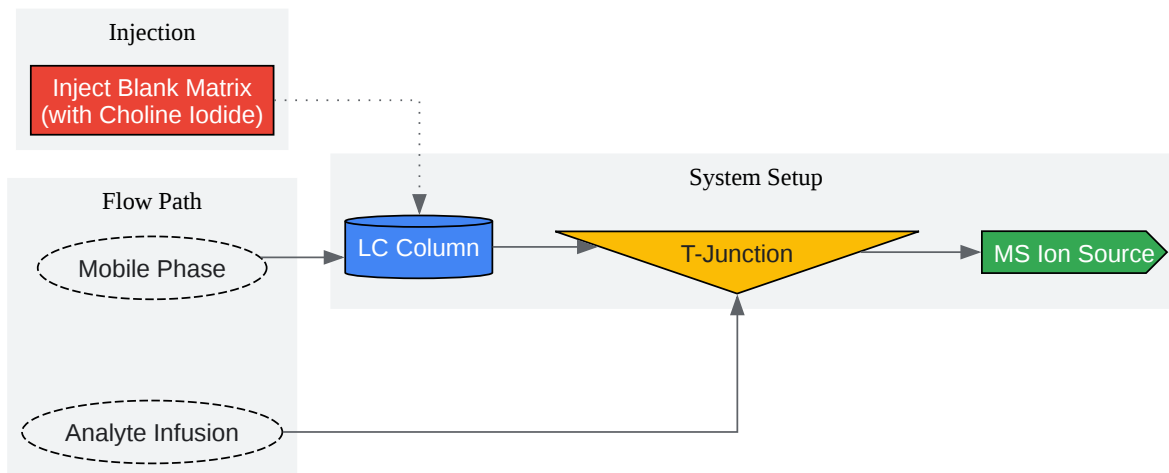 Injection
Inject Blank Matrix
(with Choline Iodide)
System Setup
Flow Path
LC Column
T-Junction
MS Ion Source
Mobile Phase
Analyte Infusion